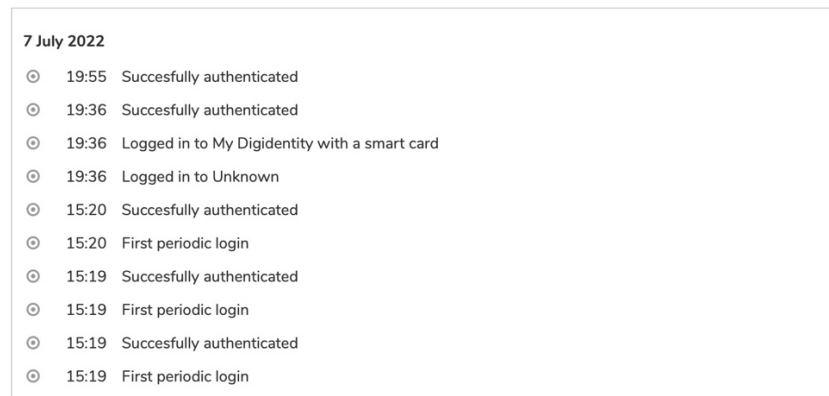 7 July 2022
19:55 Succesfully authenticated
19:36 Succesfully authenticated
19:36 Logged in to My Digidentity with a smart card
19:36 Logged in to Unknown
15:20 Succesfully authenticated
15:20 First periodic login
15:19 Succesfully authenticated
15:19 First periodic login
15:19 Succesfully authenticated
15:19 First periodic login